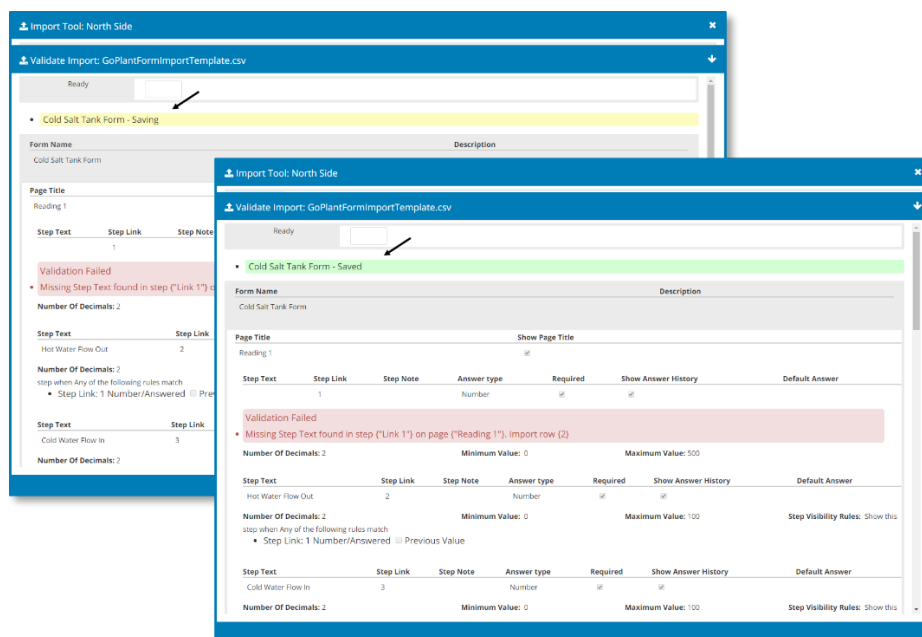 Import Tool: North Side
Validate Import: GoPlantFormImportTemplate.csv
Ready
Cold Salt Tank Form - Saving
Form Name Description
Cold Salt Tank Form
Page Title
Reading 1
Step Text Step Link Step Note
1
Validation Failed
Missing Step Text found in step {"Link 1"}
Number Of Decimals: 2
Step Text Step Link
Hot Water Flow Out 2
Number Of Decimals: 2
step when Any of the following rules match
Step Link: 1 Number/Answered
Step Text Step Link
Cold Water Flow In 3
Number Of Decimals: 2
Import Tool: North Side
Validate Import: GoPlantFormImportTemplate.csv
Ready
Cold Salt Tank Form - Saved
Form Name Description
Cold Salt Tank Form
Page Title Show Page Title
Reading 1
Step Text Step Link Step Note Answer type Required Show Answer History Default Answer
1 Number
Validation Failed
Missing Step Text found in step {"Link 1"} on page {"Reading 1"}. Import row {2}
Number Of Decimals: 2 Minimum Value: 0 Maximum Value: 500
Step Text Step Link Step Note Answer type Required Show Answer History Default Answer
Hot Water Flow Out 2 Number
Number Of Decimals: 2 Minimum Value: 0 Maximum Value: 100 Step Visibility Rules: Show this
step when Any of the following rules match
Step Link: 1 Number/Answered Previous Value
Step Text Step Link Step Note Answer type Required Show Answer History Default Answer
Cold Water Flow In 3 Number
Number Of Decimals: 2 Minimum Value: 0 Maximum Value: 100 Step Visibility Rules: Show this